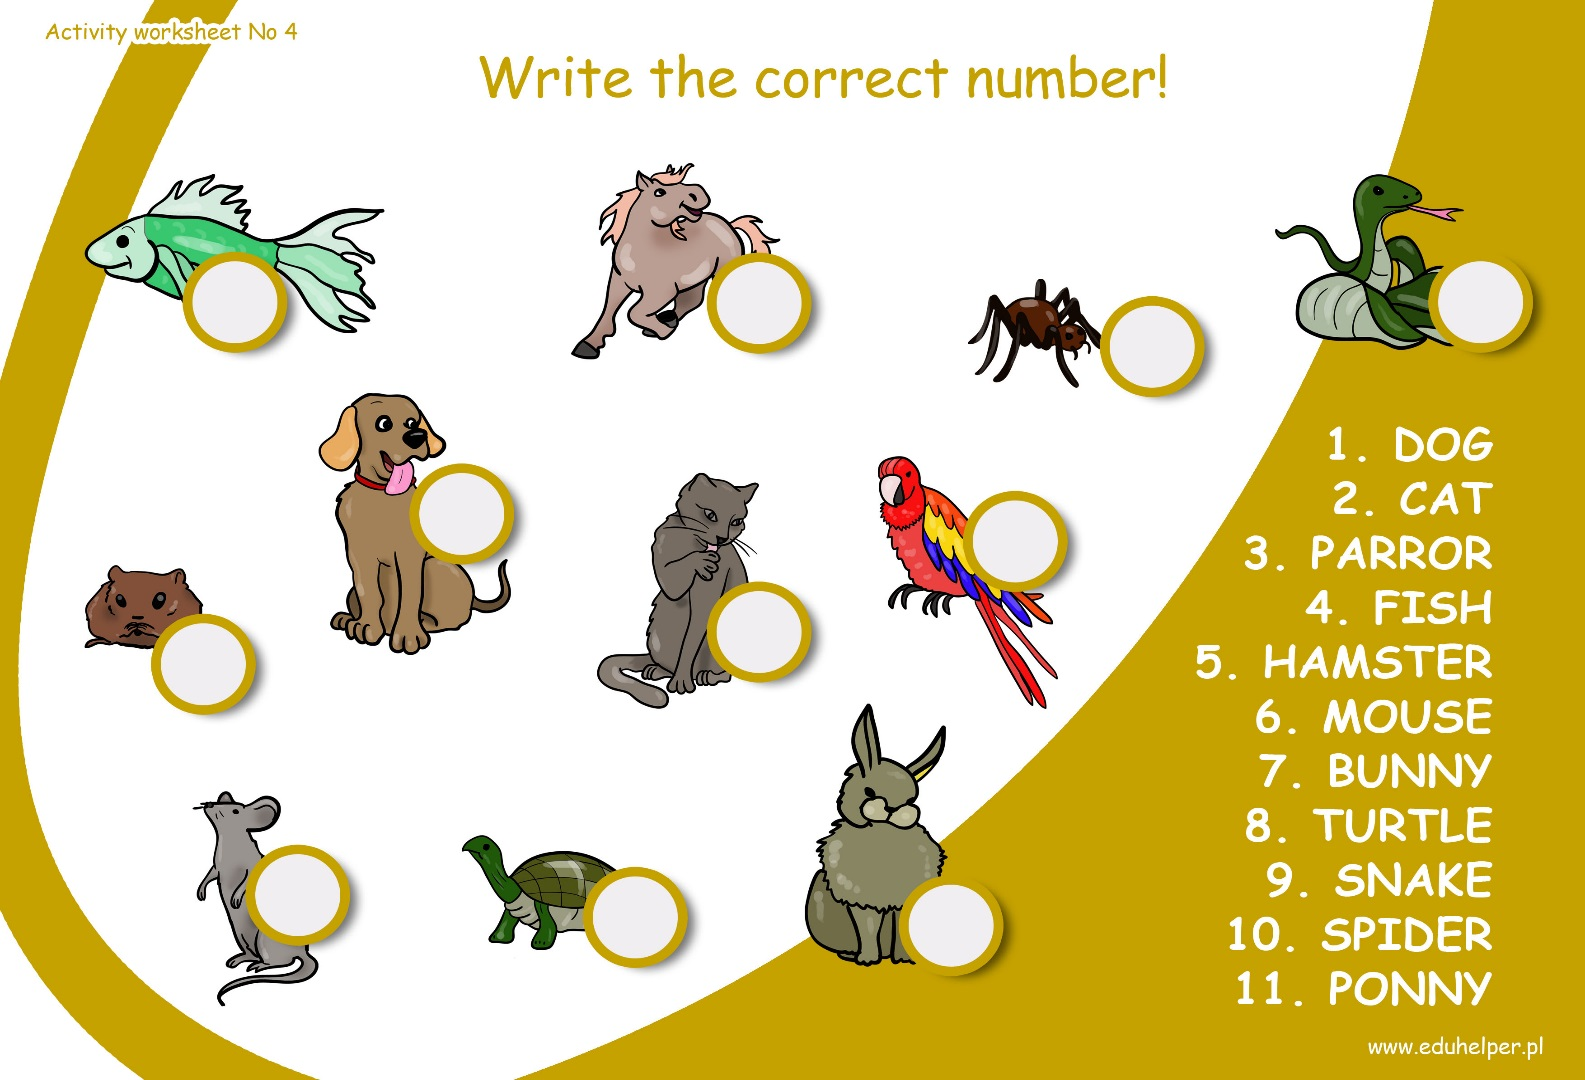 Activity worksheet No 4
Write the correct number!
1. DOG
2. CAT
3. PARROR
4. FISH
5. HAMSTER
6. MOUSE
7. BUNNY
8. TURTLE
9. SNAKE
10. SPIDER
11. PONNY
www.eduhelper.pl